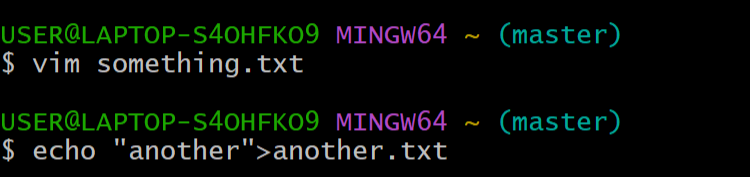 USER@LAPTOP-S4OHFKO9 MINGW64 ~ (master)
$ vim something.txt
USER@LAPTOP-S4OHFKO9 MINGW64 ~ (master)
$ echo "another">another.txt